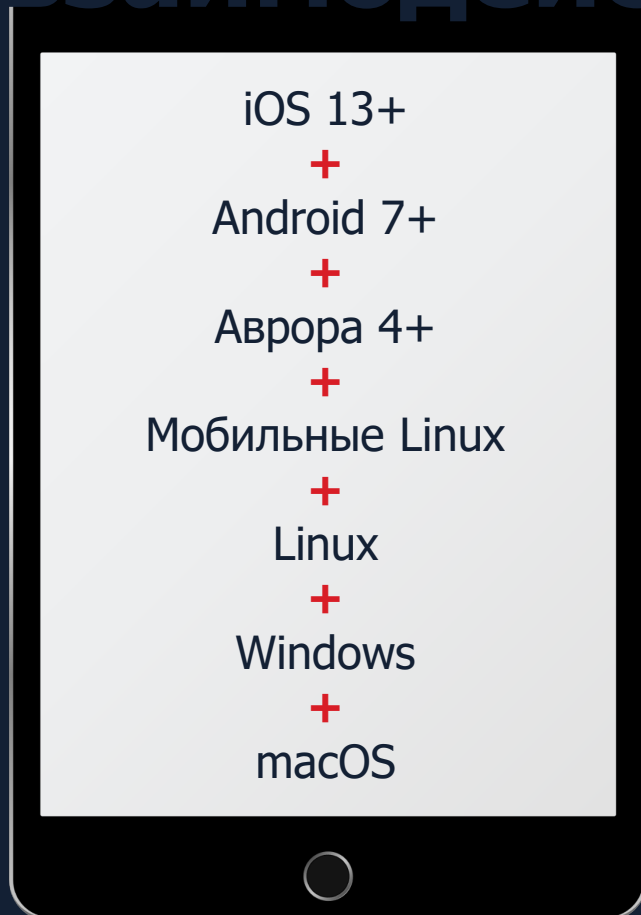 iOS 13+
+
Android 7+
+
Аврора 4+
+
Мобильные Linux
+
Linux
+
Windows
+
macOS